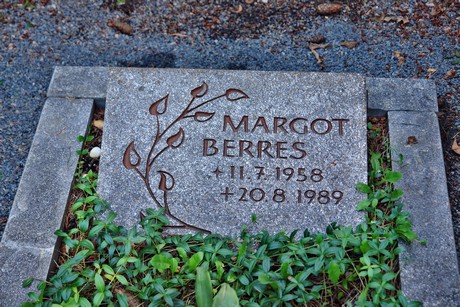 MARGOT
BERRES
+ 11.7.1958
+ 20.8.1989